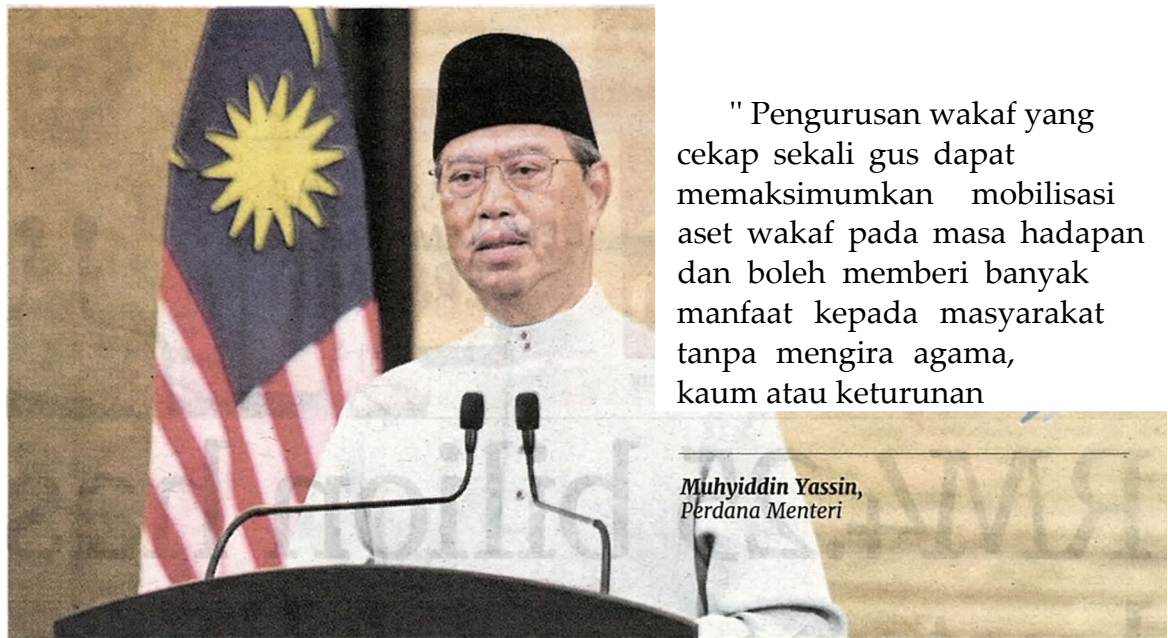 " Pengurusan wakaf yang
cekap sekali gus dapat
memaksimumkan mobilisasi
aset wakaf pada masa hadapan
dan boleh memberi banyak
manfaat kepada masyarakat
tanpa mengira agama,
kaum atau keturunan
Muhyiddin Yassin,
Perdana Menteri